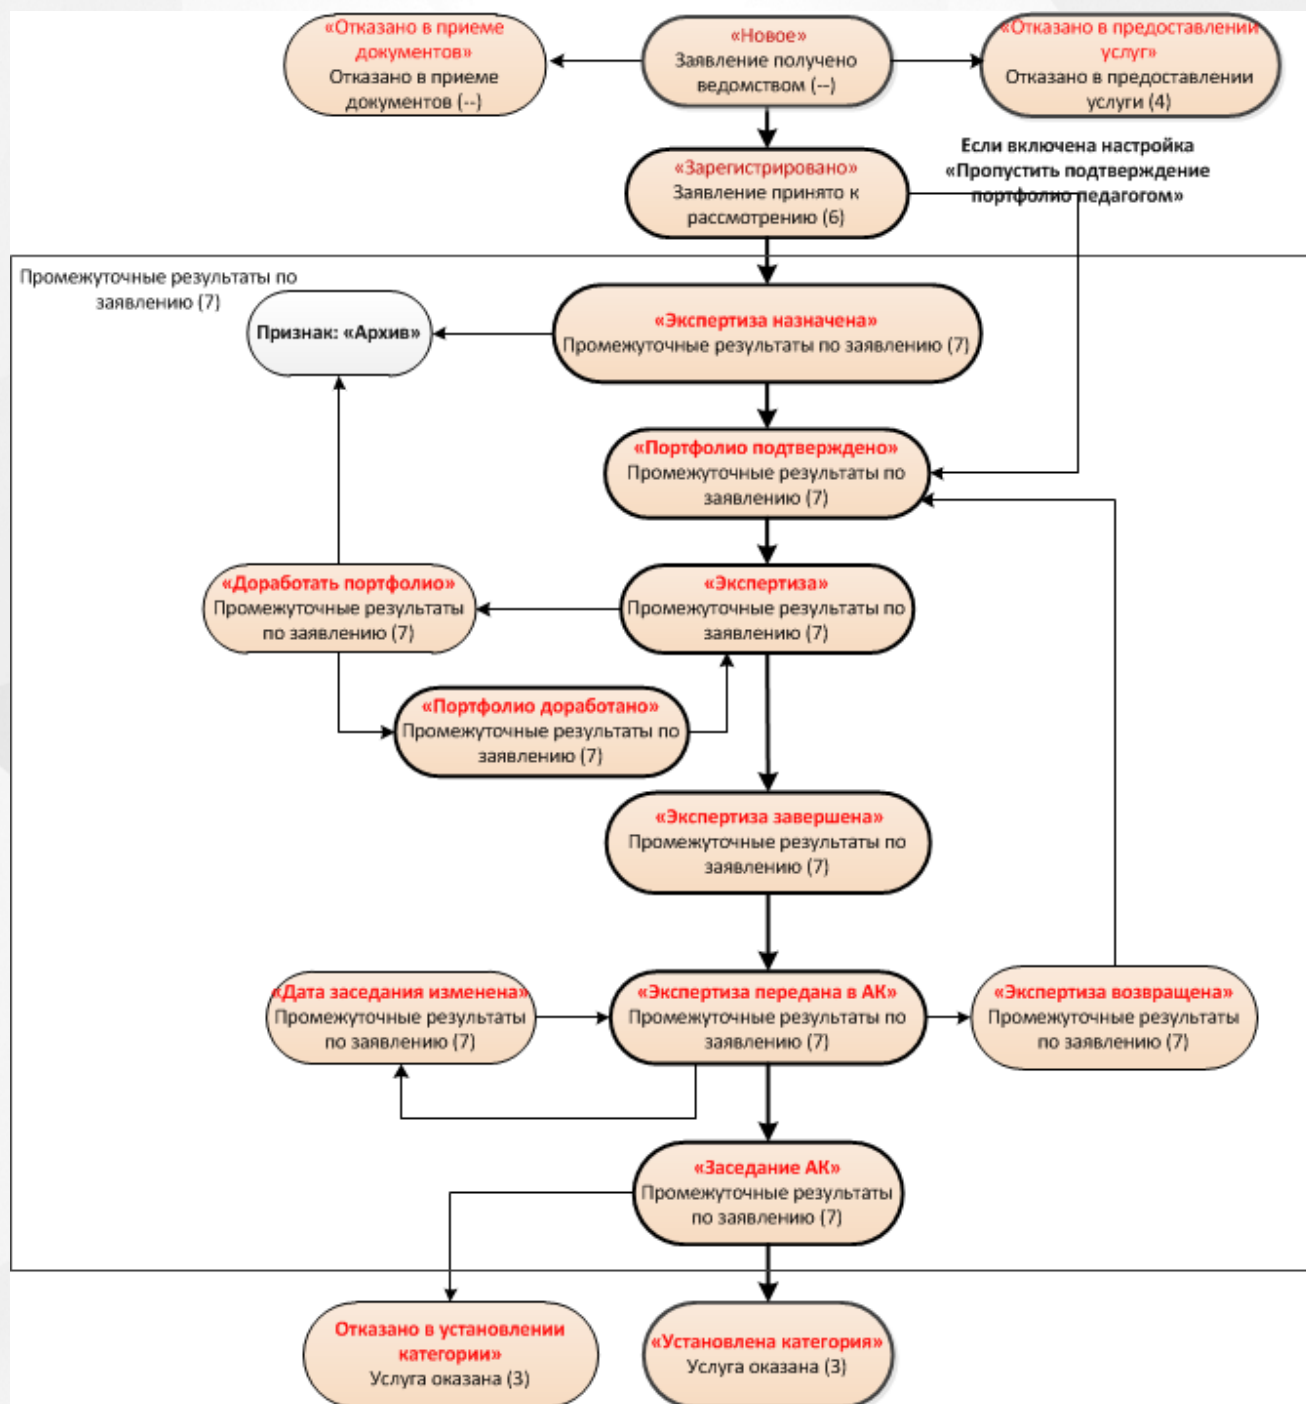 «Отказано в приеме
документов»
Отказано в приеме
документов (--)
«Новое»
Заявление получено
ведомством (--)
«Отказано в предоставлении
услуг»
Отказано в предоставлении
услуги (4)
Если включена настройка
«Пропустить подтверждение
портфолио педагогом»
«Зарегистрировано»
Заявление принято к
рассмотрению (6)
Промежуточные результаты по
заявлению (7)
Признак: «Архив»
«Экспертиза назначена»
Промежуточные результаты по заявлению (7)
«Портфолио подтверждено»
Промежуточные результаты по
заявлению (7)
«Доработать портфолио»
Промежуточные результаты
по заявлению (7)
«Экспертиза»
Промежуточные результаты по
заявлению (7)
«Портфолио доработано»
Промежуточные результаты по
заявлению (7)
«Экспертиза завершена»
Промежуточные результаты по
заявлению (7)
«Дата заседания изменена»
Промежуточные результаты
по заявлению (7)
«Экспертиза передана в АК»
Промежуточные результаты по
заявлению (7)
«Экспертиза возвращена»
Промежуточные результаты
по заявлению (7)
«Заседание АК»
Промежуточные результаты
по заявлению (7)
Отказано в установлении
категории»
Услуга оказана (3)
«Установлена категория»
Услуга оказана (3)